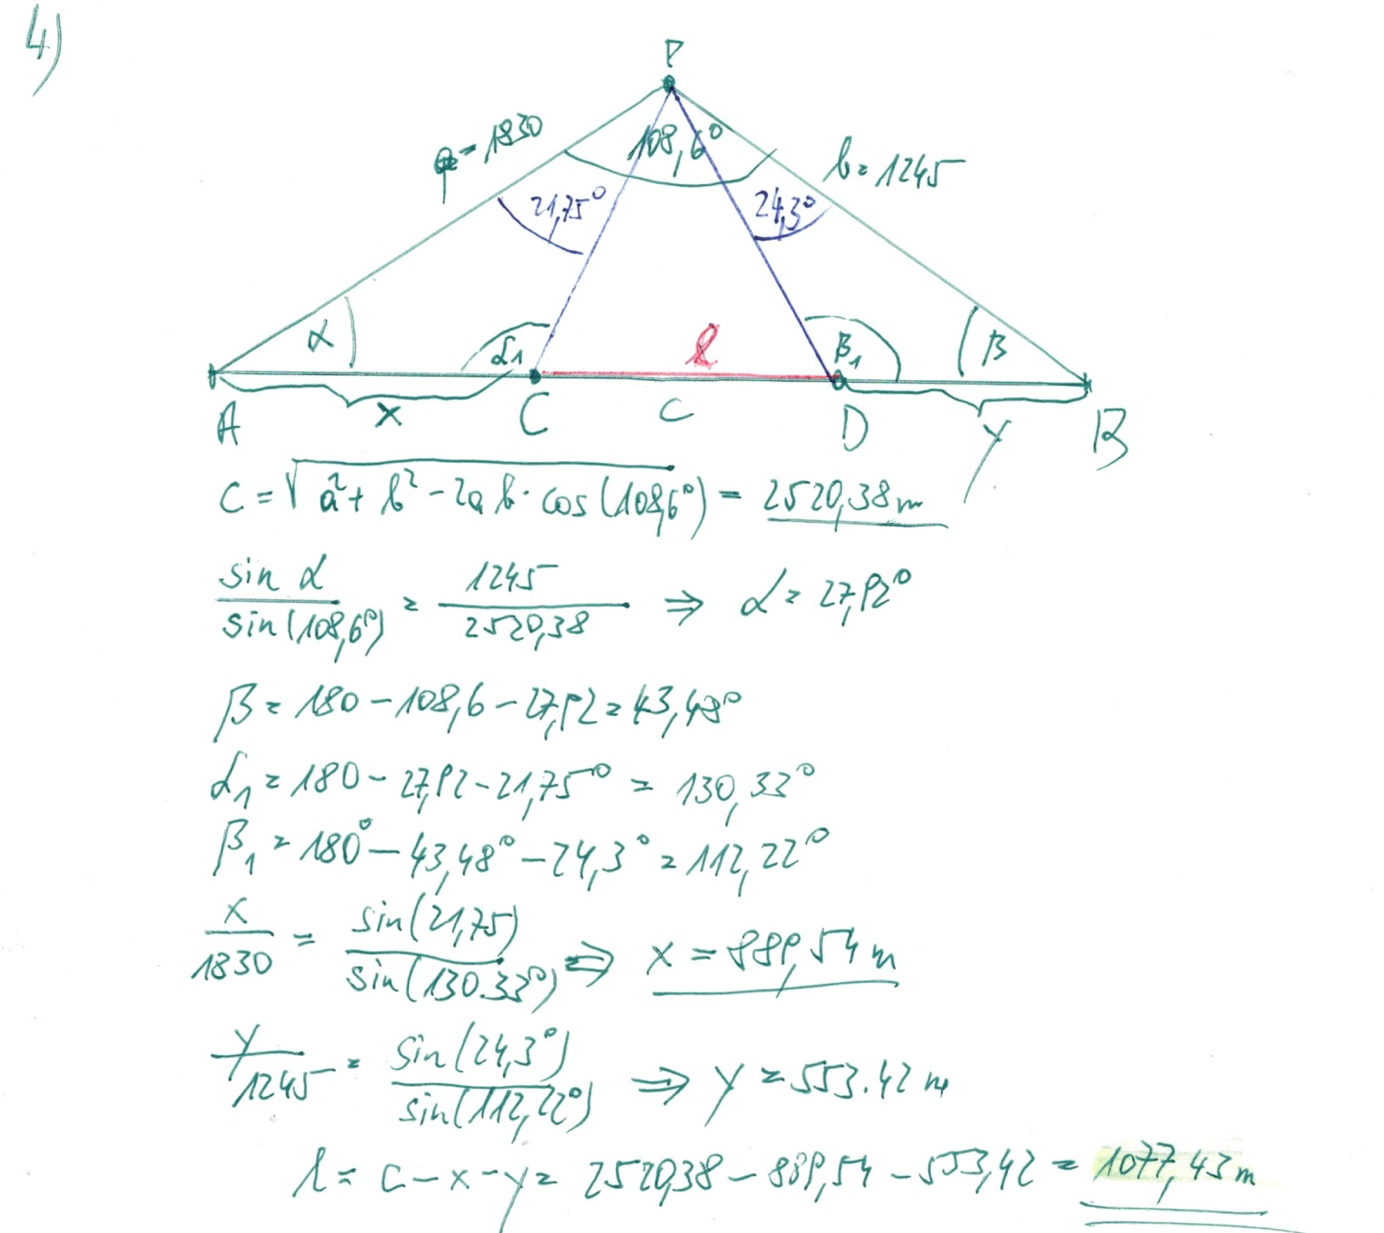 4)
P
a = 1830
108,6°
b = 1245
21,75°
24,3°
α
α₁
l
β₁
β
A
x
C
c
D
y
B
c = √a² + b² - 2ab · cos(108,6°) = 2520,38 m
sin α / sin(108,6°) = 1245 / 2520,38 ⇒ α = 27,92°
β = 180 - 108,6 - 27,92 = 43,48°
α₁ = 180 - 27,92 - 21,75° = 130,33°
β₁ = 180° - 43,48° - 24,3° = 112,22°
x / 1830 = sin(21,75) / sin(130.33°) ⇒ x = 889,54 m
y / 1245 = sin(24,3°) / sin(112,22°) ⇒ y = 553.42 m
l = c - x - y = 2520,38 - 889,54 - 553,42 = 1077,43 m